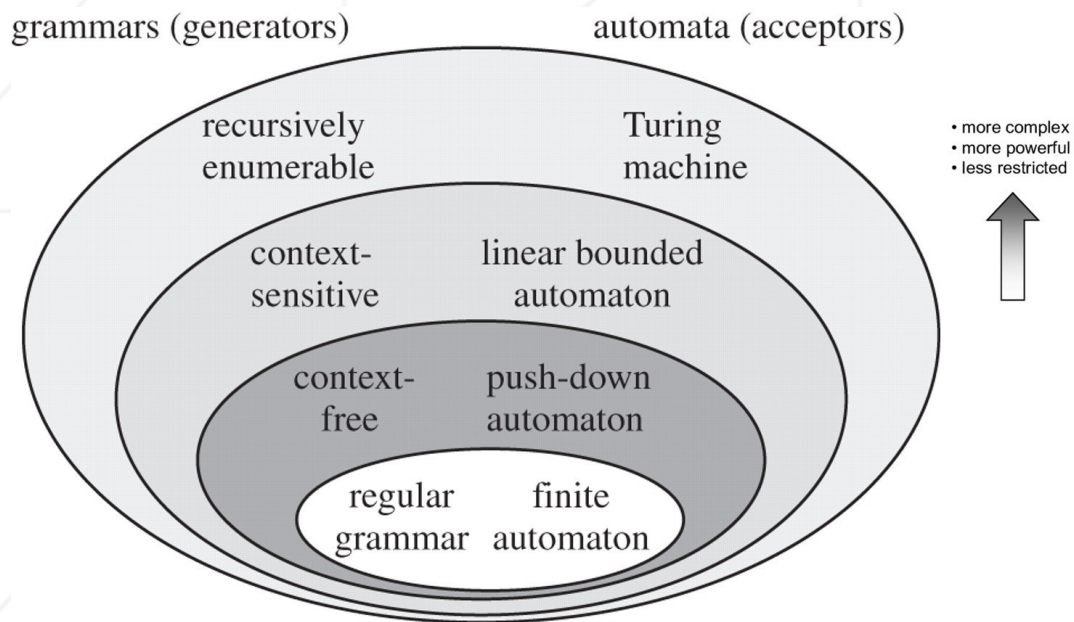 grammars (generators)
automata (acceptors)
recursively
enumerable
Turing
machine
• more complex
• more powerful
• less restricted
context-
sensitive
linear bounded
automaton
context-
free
push-down
automaton
regular
grammar
finite
automaton